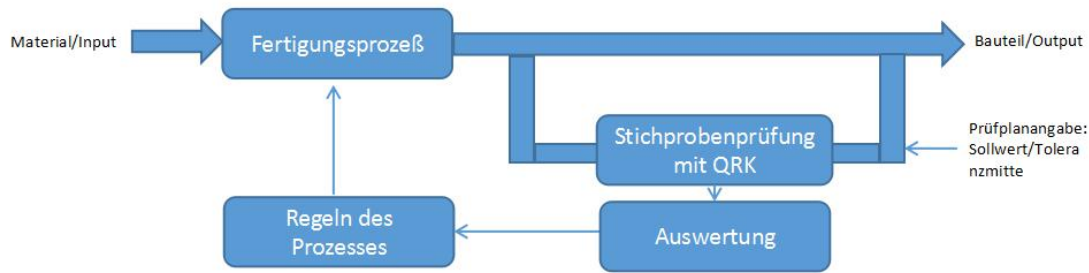 Material/Input
Fertigungsprozeß
Bauteil/Output
Stichprobenprüfung
mit QRK
Prüfplanangabe:
Sollwert/Tolera
nzmitte
Regeln des
Prozesses
Auswertung